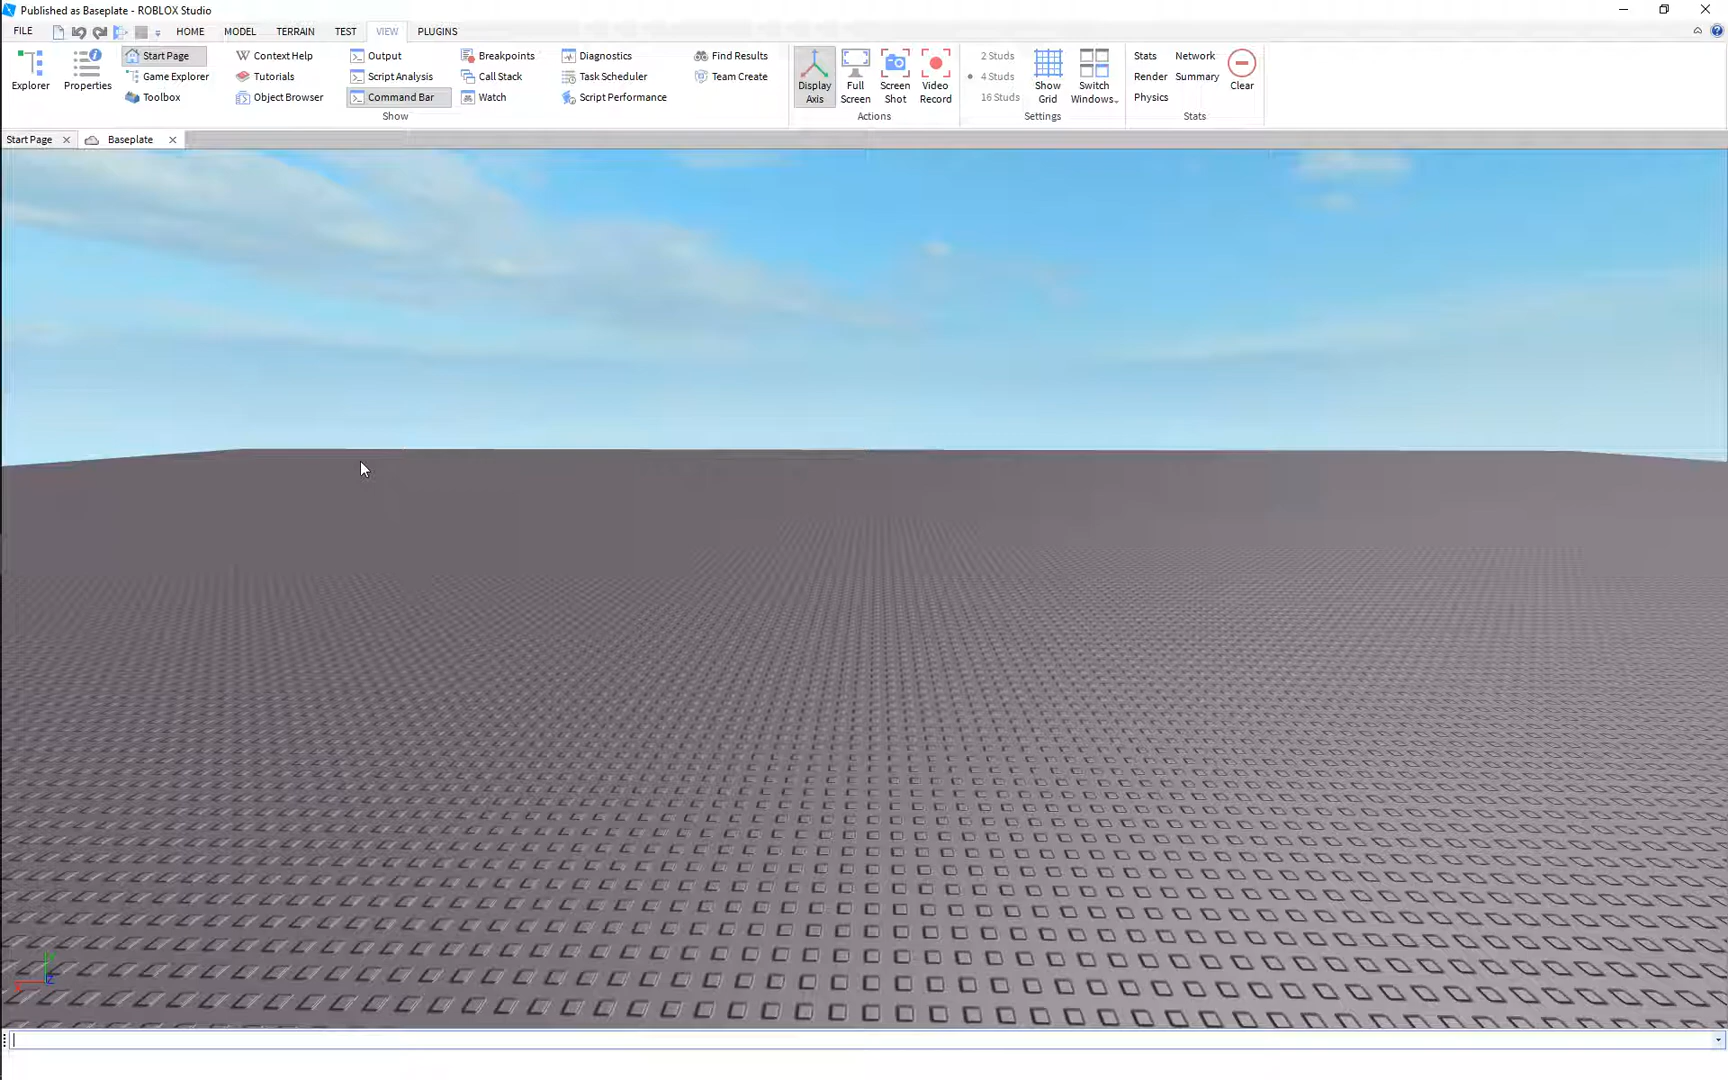 Published as Baseplate - ROBLOX Studio
FILE HOME MODEL TERRAIN TEST VIEW PLUGINS
Explorer
Properties
Start Page
Game Explorer
Toolbox
Context Help
Tutorials
Object Browser
Output
Script Analysis
Command Bar
Breakpoints
Call Stack
Watch
Diagnostics
Task Scheduler
Script Performance
Find Results
Team Create
Show
Display
Axis
Full
Screen
Screen
Shot
Video
Record
Actions
2 Studs
4 Studs
16 Studs
Show
Grid
Switch
Windows
Settings
Stats
Render
Physics
Network
Summary
Clear
Stats
Start Page
Baseplate